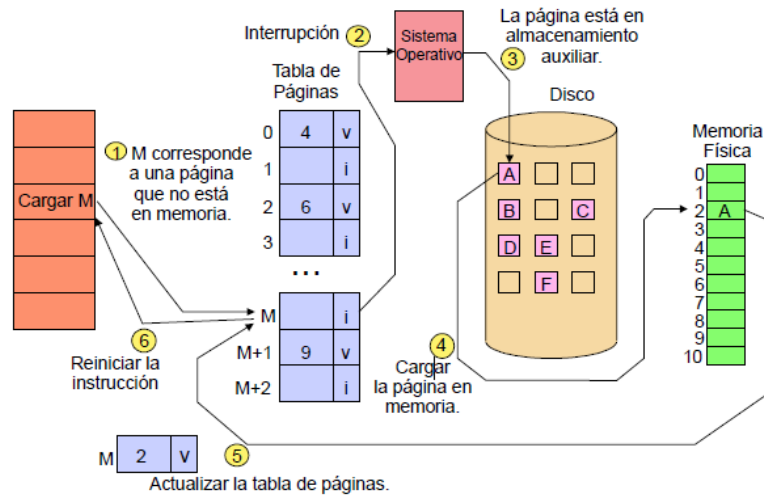 Interrupción 2
Sistema
Operativo
La página está en
almacenamiento
auxiliar.
3
Tabla de
Páginas
Disco
Memoria
Física
1 M corresponde
a una página
que no está
en memoria.
Cargar M
0 4 v
1 i
2 6 v
3 i
...
M i
M+1 9 v
M+2 i
A
B C
D E
F
0
1
2 A
3
4
5
6
7
8
9
10
6
Reiniciar la
instrucción
4
Cargar
la página en
memoria.
M 2 v
5
Actualizar la tabla de páginas.